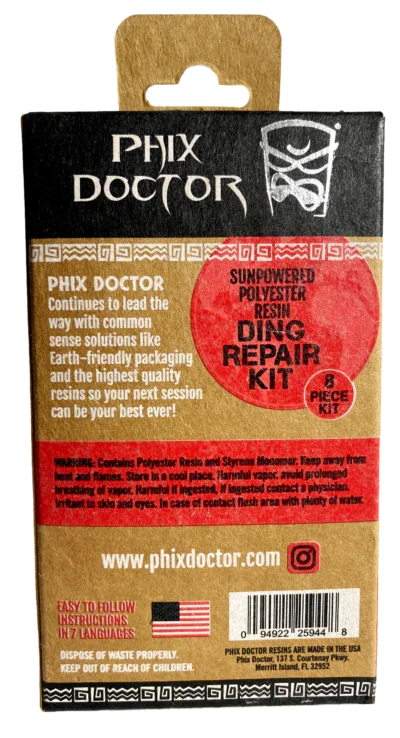 PHIX
DOCTOR
PHIX DOCTOR
Continues to lead the
way with common
sense solutions like
Earth-friendly packaging
and the highest quality
resins so your next session
can be your best ever!
SUNPOWERED
POLYESTER
RESIN
DING
REPAIR
KIT
8
PIECE
KIT
WARNING: Contains Polyester Resin and Styrene Monomer. Keep away from
heat and flames. Store in a cool place. Harmful vapor, avoid prolonged
breathing of vapor. Harmful if ingested, if ingested contact a physician.
Irritant to skin and eyes. In case of contact flush area with plenty of water.
www.phixdoctor.com
EASY TO FOLLOW
INSTRUCTIONS
IN 7 LANGUAGES
DISPOSE OF WASTE PROPERLY.
KEEP OUT OF REACH OF CHILDREN.
0 94922 25944 8
PHIX DOCTOR RESINS ARE MADE IN THE USA
Phix Doctor, 137 S. Courtenay Pkwy.
Merritt Island, FL 32952